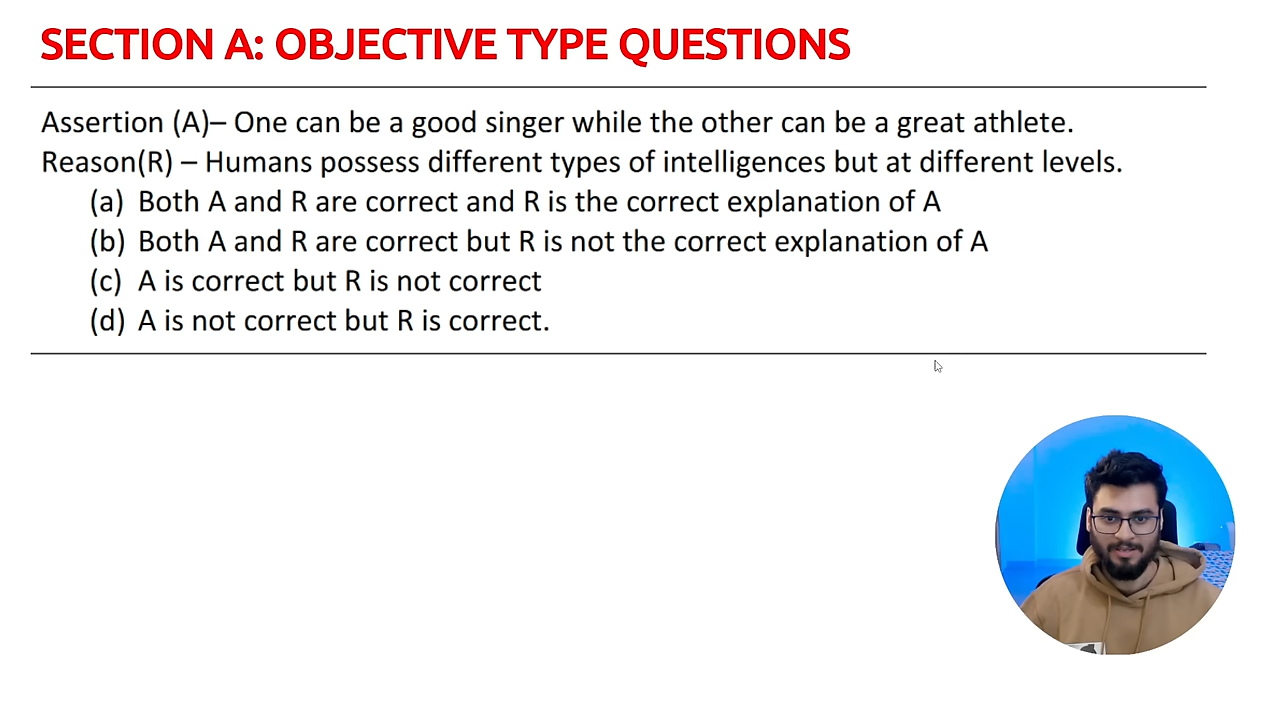 SECTION A: OBJECTIVE TYPE QUESTIONS
Assertion (A)– One can be a good singer while the other can be a great athlete.
Reason(R) – Humans possess different types of intelligences but at different levels.
(a) Both A and R are correct and R is the correct explanation of A
(b) Both A and R are correct but R is not the correct explanation of A
(c) A is correct but R is not correct
(d) A is not correct but R is correct.